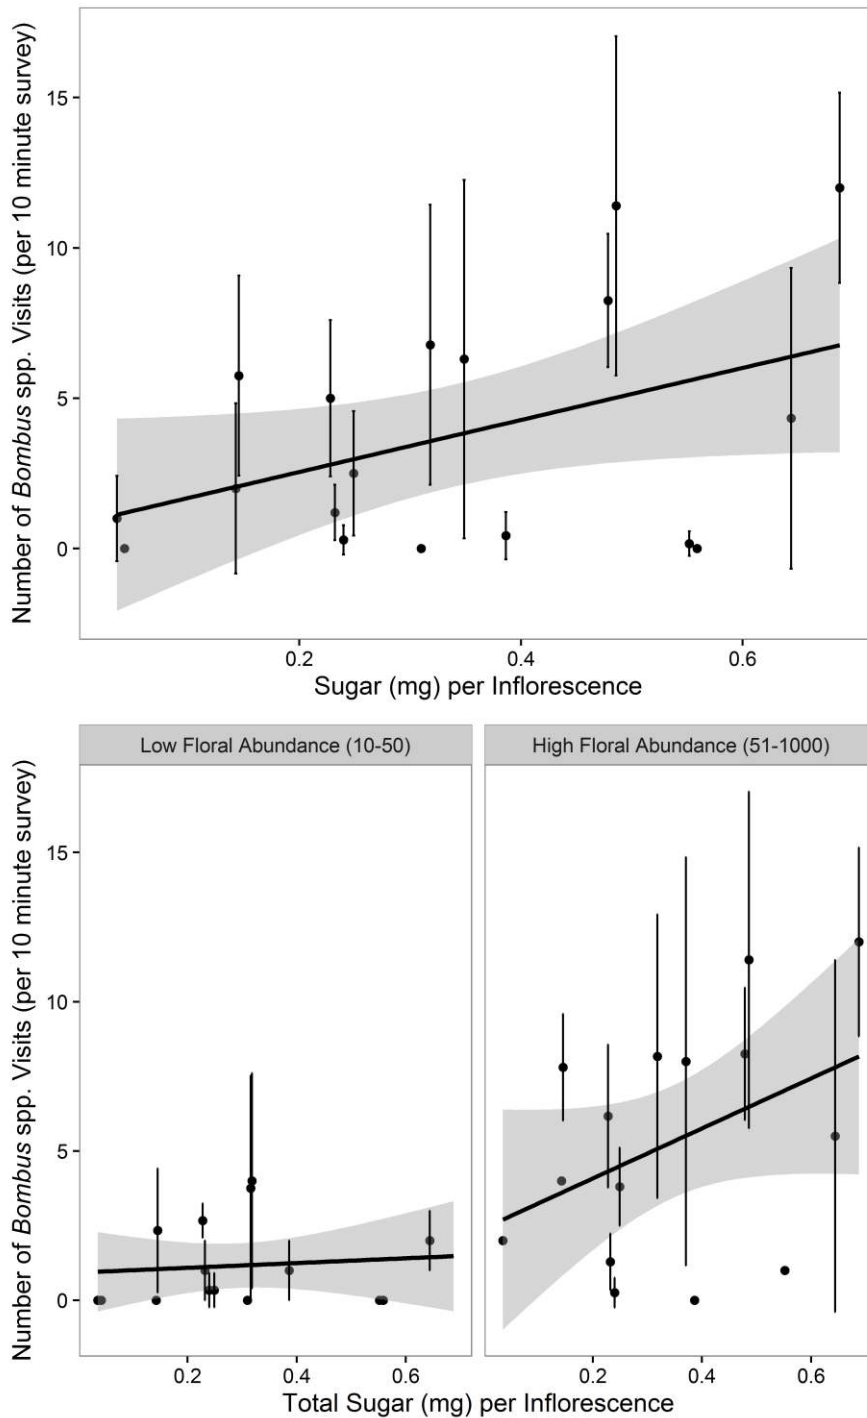 Number of Bombus spp. Visits (per 10 minute survey)
15
10
5
0
0.2 0.4 0.6
Sugar (mg) per Inflorescence
Low Floral Abundance (10-50) High Floral Abundance (51-1000)
Number of Bombus spp. Visits (per 10 minute survey)
15
10
5
0
0.2 0.4 0.6 0.2 0.4 0.6
Total Sugar (mg) per Inflorescence